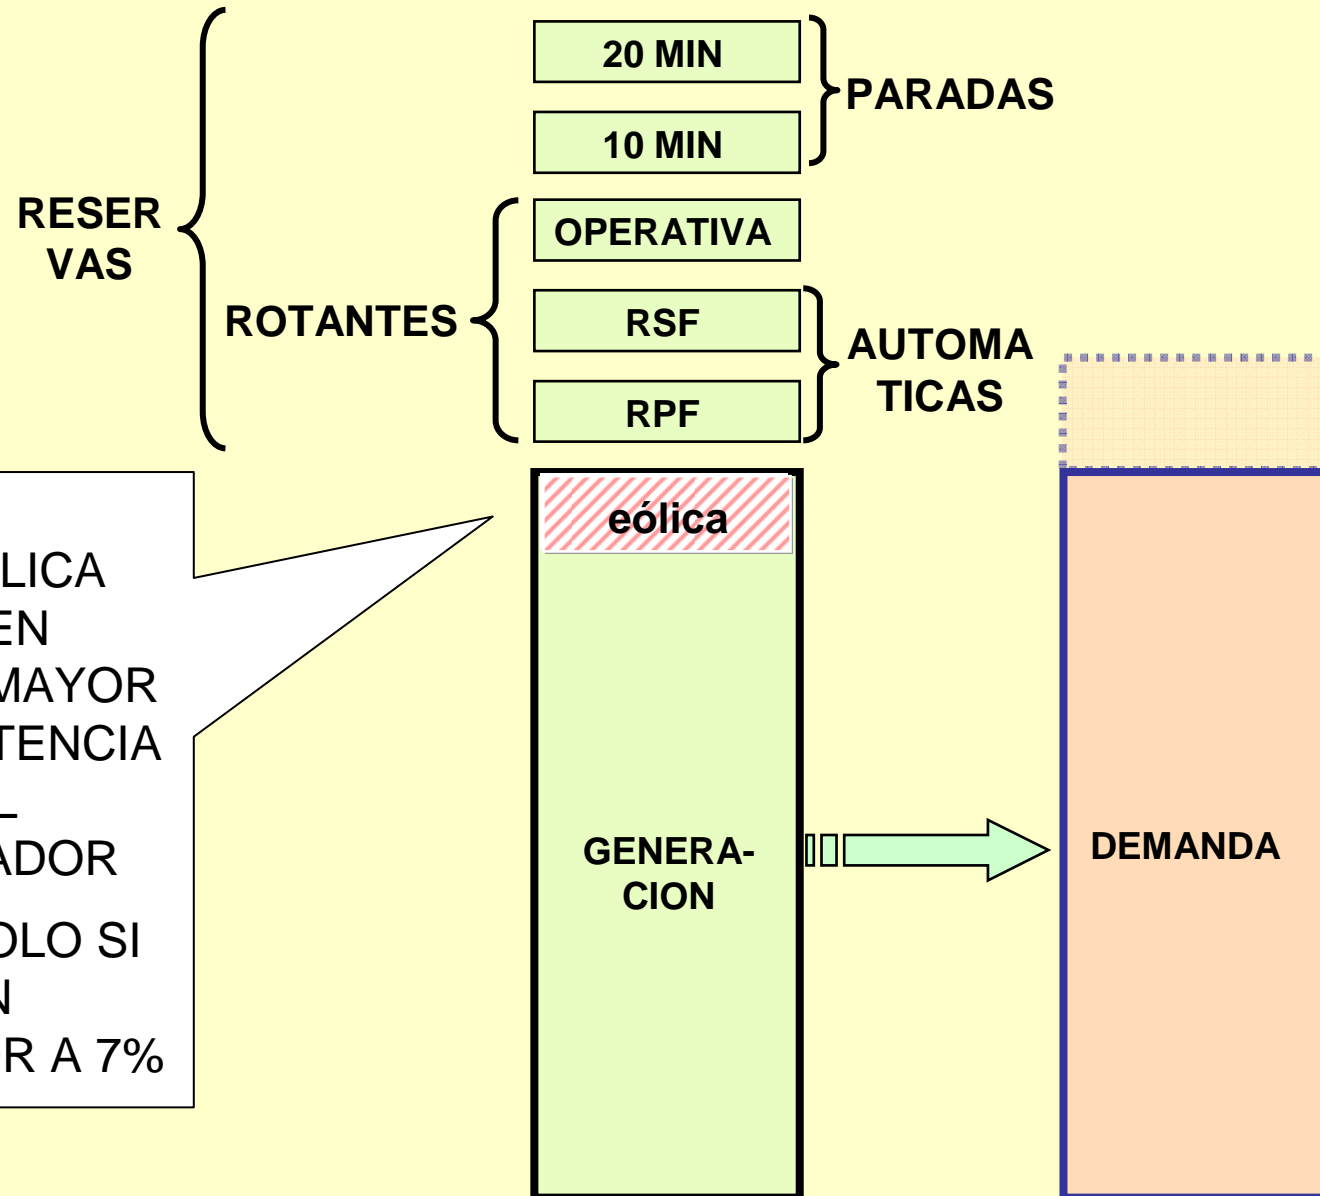 20 MIN
10 MIN
PARADAS
RESER
VAS
OPERATIVA
ROTANTES
RSF
RPF
AUTOMA
TICAS
eólica
LICA
EN
MAYOR
TENCIA
ADOR
OLO SI
R A 7%
GENERA-
CION
DEMANDA